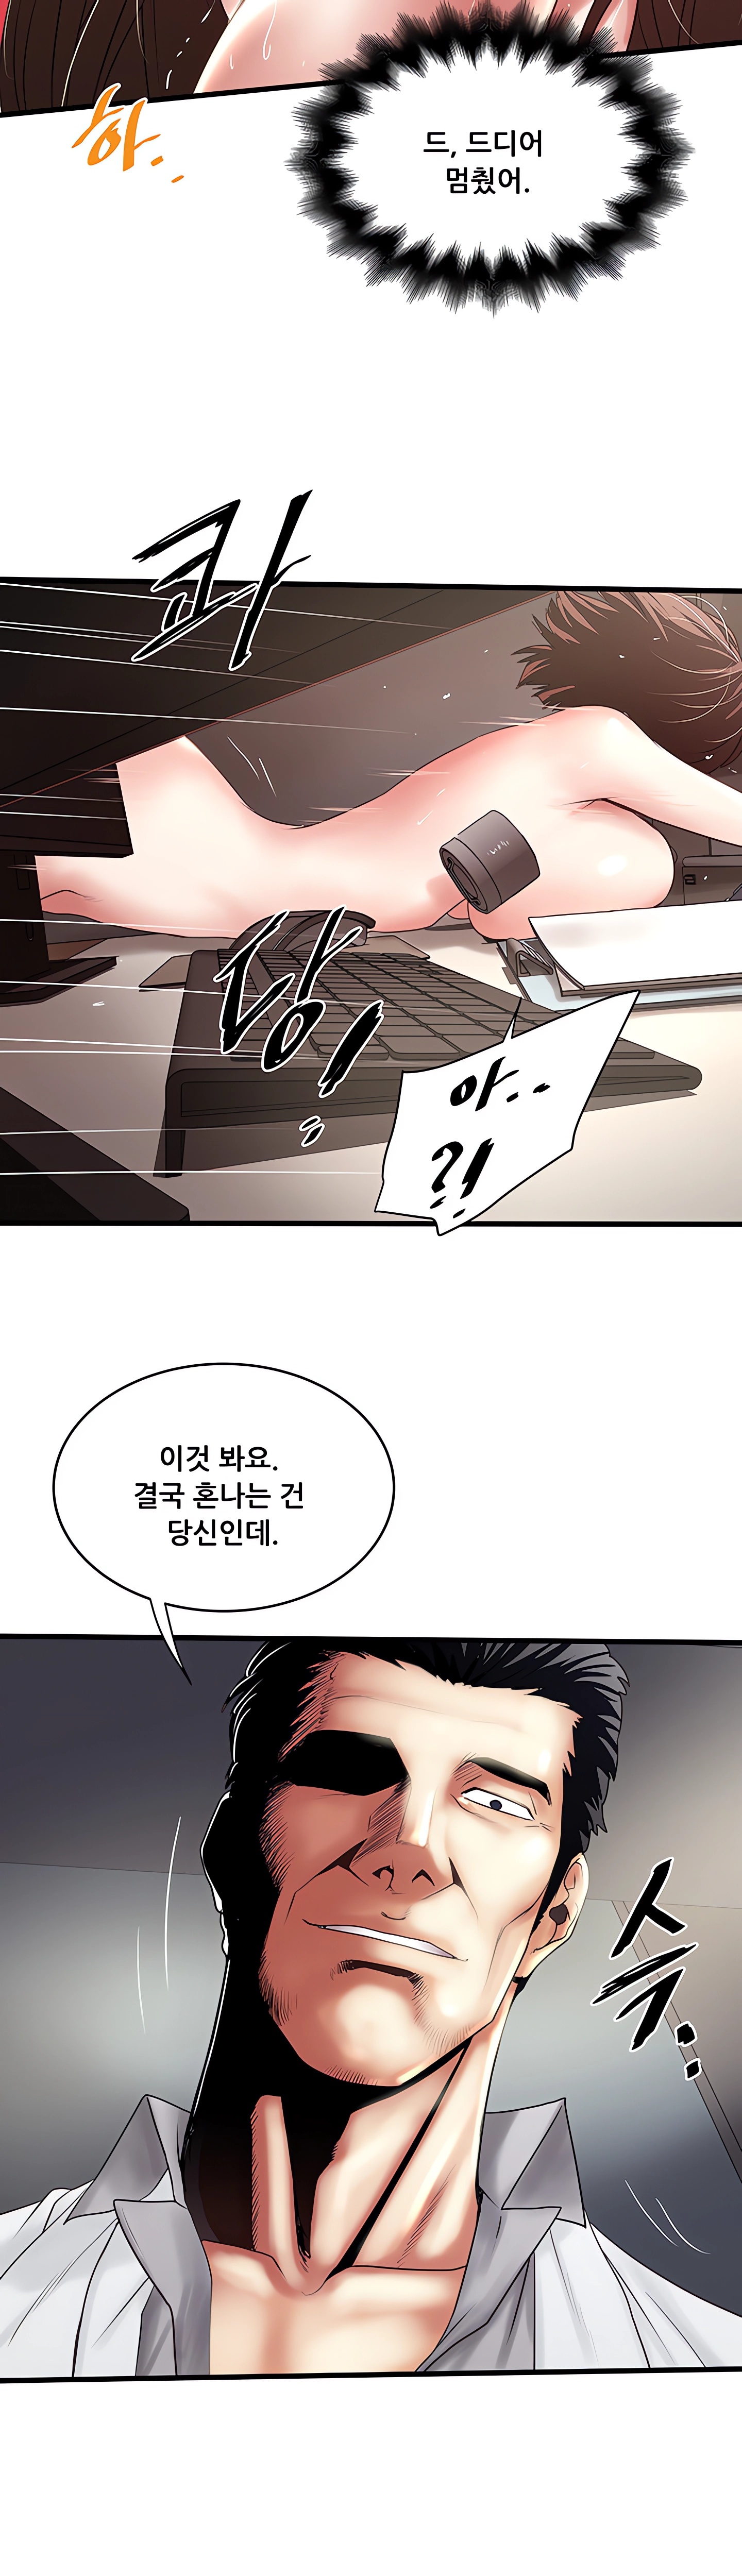 하..
드, 드디어
멈췄어.
콰
당
아..
?!
이것 봐요.
결국 혼나는 건
당신인데.
스
윽